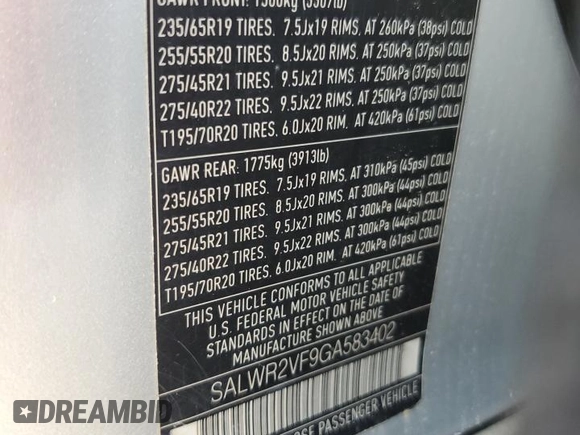 GAWR FRONT: 1500kg (3307lb)
235/65R19 TIRES. 7.5Jx19 RIMS, AT 260kPa (38psi) COLD
255/55R20 TIRES. 8.5Jx20 RIMS, AT 250kPa (37psi) COLD
275/45R21 TIRES. 9.5Jx21 RIMS, AT 250kPa (37psi) COLD
275/40R22 TIRES. 9.5Jx22 RIMS, AT 250kPa (37psi) COLD
T195/70R20 TIRES. 6.0Jx20 RIM. AT 420kPa (61psi) COLD
GAWR REAR: 1775kg (3913lb)
235/65R19 TIRES. 7.5Jx19 RIMS, AT 310kPa (45psi) COLD
255/55R20 TIRES. 8.5Jx20 RIMS, AT 300kPa (44psi) COLD
275/45R21 TIRES. 9.5Jx21 RIMS, AT 300kPa (44psi) COLD
275/40R22 TIRES. 9.5Jx22 RIMS, AT 300kPa (44psi) COLD
T195/70R20 TIRES. 6.0Jx20 RIM. AT 420kPa (61psi) COLD
THIS VEHICLE CONFORMS TO ALL APPLICABLE
U.S. FEDERAL MOTOR VEHICLE SAFETY
STANDARDS IN EFFECT ON THE DATE OF
MANUFACTURE SHOWN ABOVE
SALWR2VF9GA583402
PASSENGER VEHICLE
DREAMBID